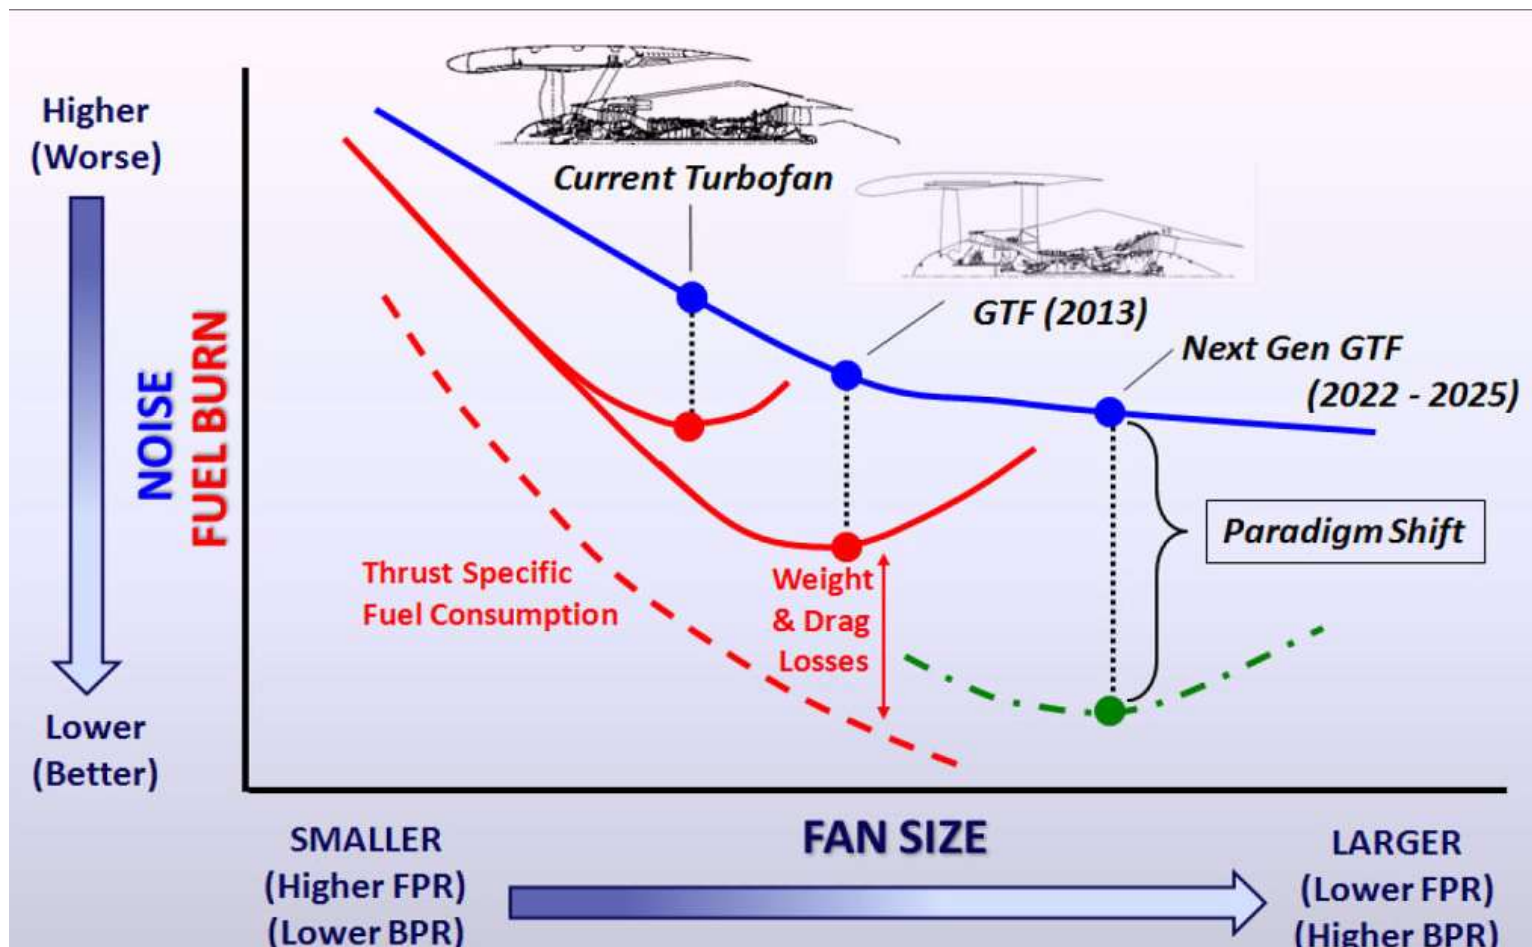 Higher
(Worse)
Lower
(Better)
NOISE
FUEL BURN
Current Turbofan
GTF (2013)
Next Gen GTF
(2022 - 2025)
Paradigm Shift
Thrust Specific
Fuel Consumption
Weight
& Drag
Losses
SMALLER
(Higher FPR)
(Lower BPR)
FAN SIZE
LARGER
(Lower FPR)
(Higher BPR)